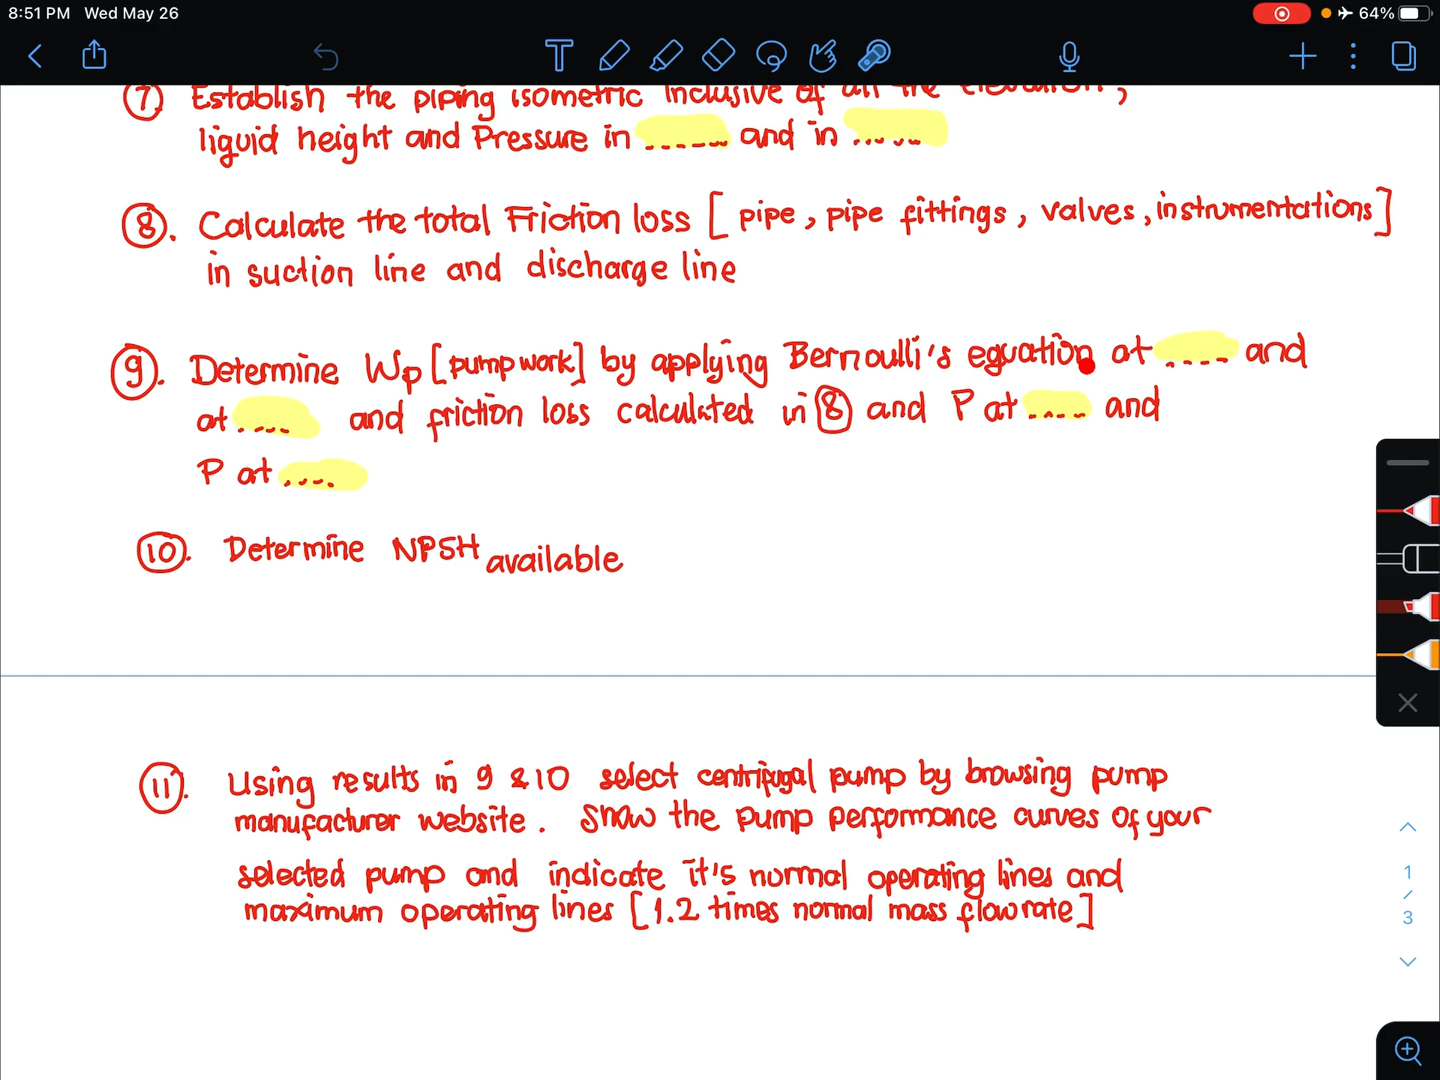 8:51 PM Wed May 26
64%
7. Establish the piping isometric inclusive of all the elevation,
liquid height and Pressure in ...... and in .....
8. Calculate the total Friction loss [pipe, pipe fittings, valves, instrumentations]
in suction line and discharge line
9. Determine Wp [pump work] by applying Bernoulli's equation at .... and
at .... and friction loss calculated in 8 and P at .... and
P at ....
10. Determine NPSH available
11. Using results in 9 & 10 select centrifugal pump by browsing pump
manufacturer website. Show the pump performance curves of your
selected pump and indicate it's normal operating lines and
maximum operating lines [1.2 times normal mass flowrate]
1
/
3